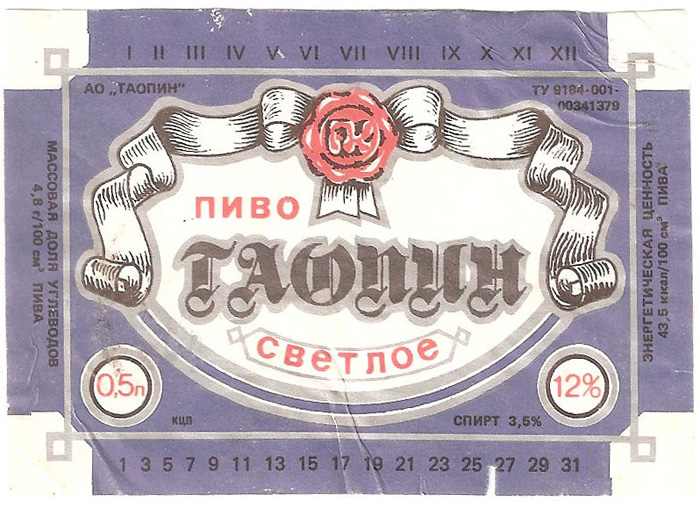 I II III IV V VI VII VIII IX X XI XII
АО „ТАОПИН"
ТУ 9184-001-
00341379
МАССОВАЯ ДОЛЯ УГЛЕВОДОВ
4,8 г/100 см³ ПИВА
ПИВО
ТАОПИН
СВЕТЛОЕ
ЭНЕРГЕТИЧЕСКАЯ ЦЕННОСТЬ
43,5 ккал/100 см³ ПИВА
0,5л
12%
КЦП
СПИРТ 3,5%
1 3 5 7 9 11 13 15 17 19 21 23 25 27 29 31